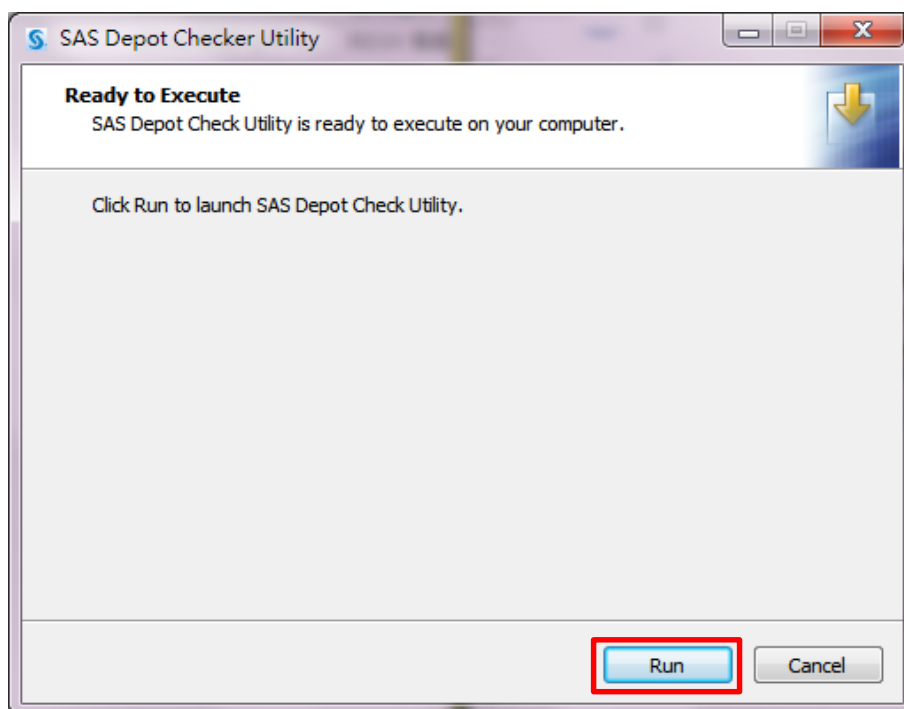 SAS Depot Checker Utility
Ready to Execute
SAS Depot Check Utility is ready to execute on your computer.
Click Run to launch SAS Depot Check Utility.
Run
Cancel